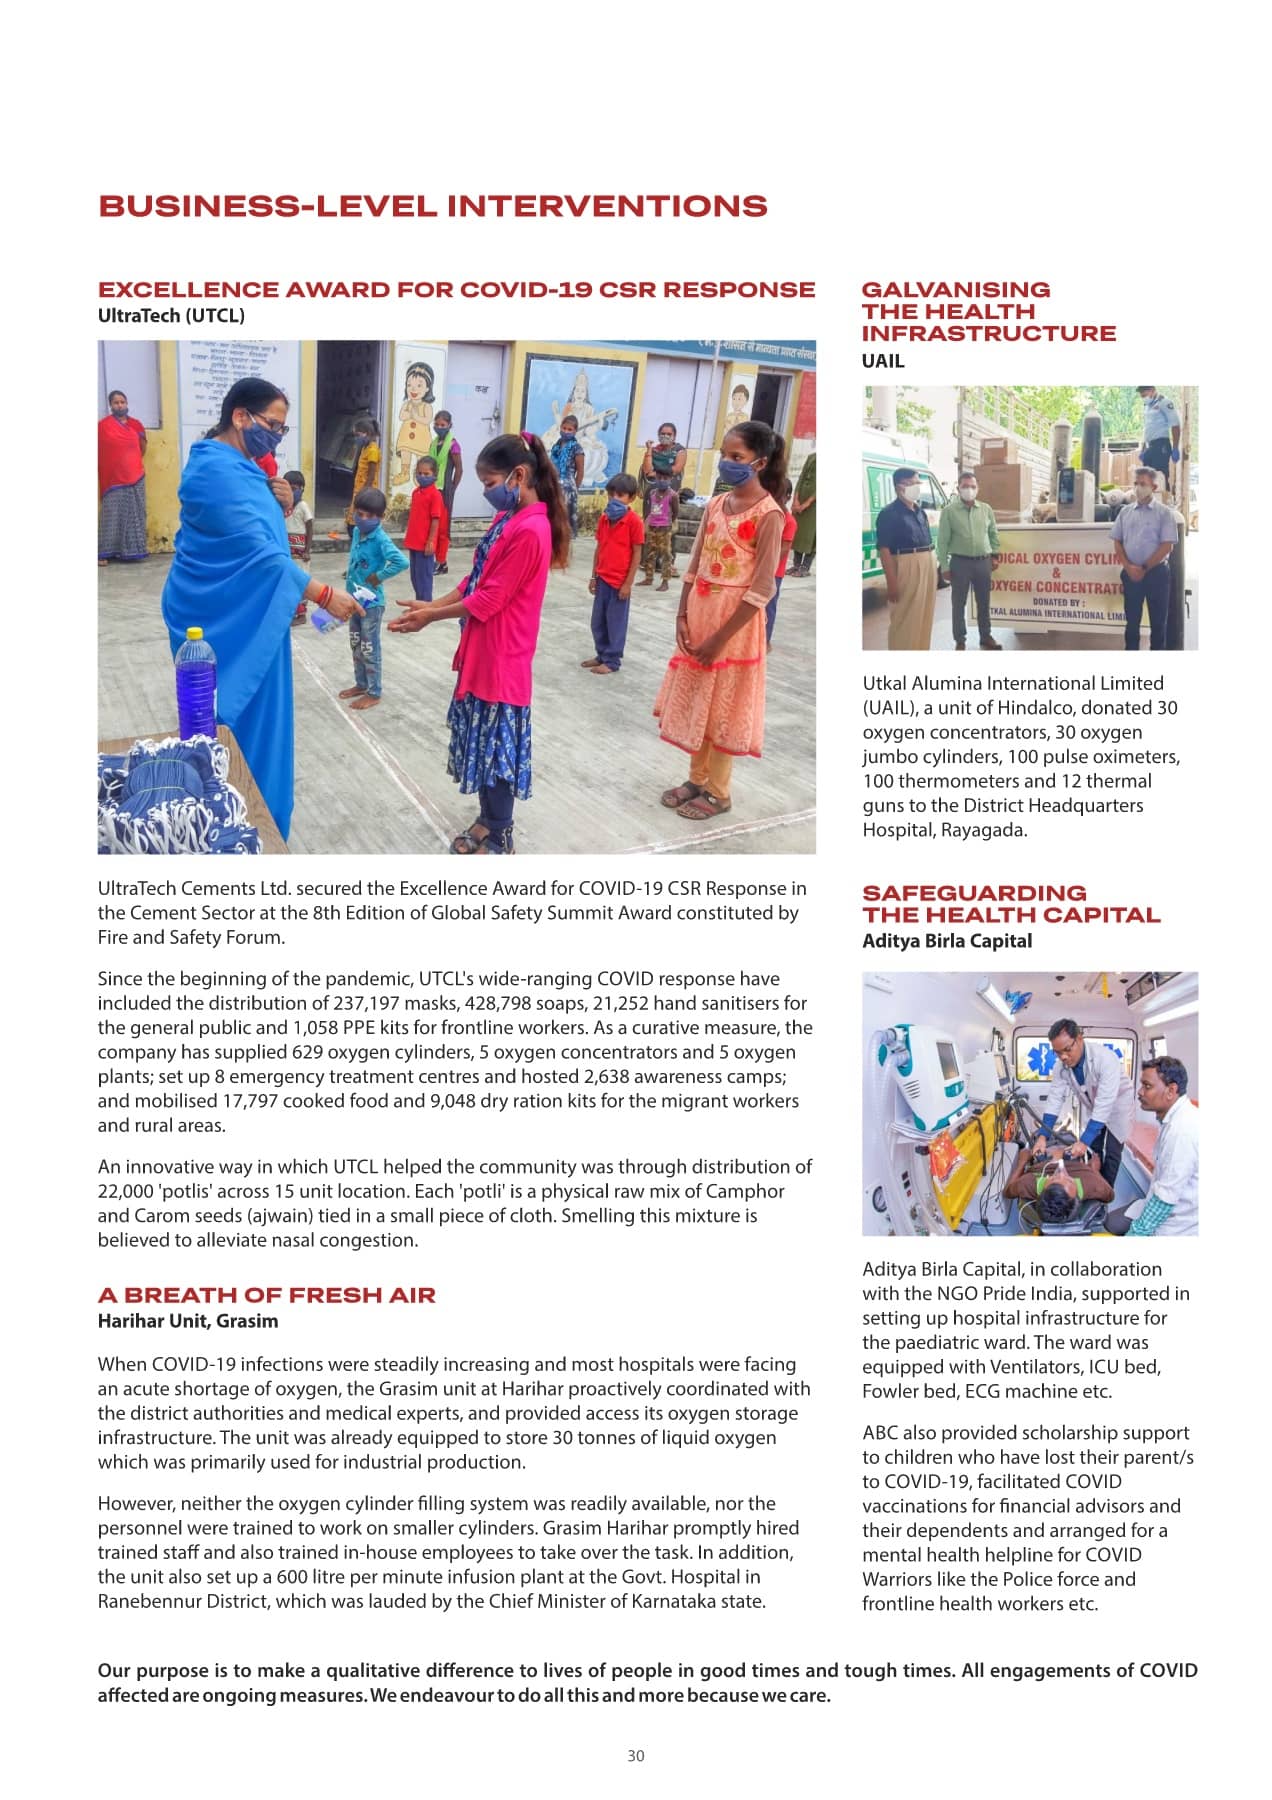 BUSINESS-LEVEL INTERVENTIONS
EXCELLENCE AWARD FOR COVID-19 CSR RESPONSE
UltraTech (UTCL)
कक्ष
UltraTech Cements Ltd. secured the Excellence Award for COVID-19 CSR Response in
the Cement Sector at the 8th Edition of Global Safety Summit Award constituted by
Fire and Safety Forum.
Since the beginning of the pandemic, UTCL's wide-ranging COVID response have
included the distribution of 237,197 masks, 428,798 soaps, 21,252 hand sanitisers for
the general public and 1,058 PPE kits for frontline workers. As a curative measure, the
company has supplied 629 oxygen cylinders, 5 oxygen concentrators and 5 oxygen
plants; set up 8 emergency treatment centres and hosted 2,638 awareness camps;
and mobilised 17,797 cooked food and 9,048 dry ration kits for the migrant workers
and rural areas.
An innovative way in which UTCL helped the community was through distribution of
22,000 'potlis' across 15 unit location. Each 'potli' is a physical raw mix of Camphor
and Carom seeds (ajwain) tied in a small piece of cloth. Smelling this mixture is
believed to alleviate nasal congestion.
A BREATH OF FRESH AIR
Harihar Unit, Grasim
When COVID-19 infections were steadily increasing and most hospitals were facing
an acute shortage of oxygen, the Grasim unit at Harihar proactively coordinated with
the district authorities and medical experts, and provided access its oxygen storage
infrastructure. The unit was already equipped to store 30 tonnes of liquid oxygen
which was primarily used for industrial production.
However, neither the oxygen cylinder filling system was readily available, nor the
personnel were trained to work on smaller cylinders. Grasim Harihar promptly hired
trained staff and also trained in-house employees to take over the task. In addition,
the unit also set up a 600 litre per minute infusion plant at the Govt. Hospital in
Ranebennur District, which was lauded by the Chief Minister of Karnataka state.
GALVANISING
THE HEALTH
INFRASTRUCTURE
UAIL
DICAL OXYGEN CYLIN
&
OXYGEN CONCENTRAT
DONATED BY :
TKAL ALUMINA INTERNATIONAL LIMI
Utkal Alumina International Limited
(UAIL), a unit of Hindalco, donated 30
oxygen concentrators, 30 oxygen
jumbo cylinders, 100 pulse oximeters,
100 thermometers and 12 thermal
guns to the District Headquarters
Hospital, Rayagada.
SAFEGUARDING
THE HEALTH CAPITAL
Aditya Birla Capital
Aditya Birla Capital, in collaboration
with the NGO Pride India, supported in
setting up hospital infrastructure for
the paediatric ward. The ward was
equipped with Ventilators, ICU bed,
Fowler bed, ECG machine etc.
ABC also provided scholarship support
to children who have lost their parent/s
to COVID-19, facilitated COVID
vaccinations for financial advisors and
their dependents and arranged for a
mental health helpline for COVID
Warriors like the Police force and
frontline health workers etc.
Our purpose is to make a qualitative difference to lives of people in good times and tough times. All engagements of COVID
affected are ongoing measures. We endeavour to do all this and more because we care.
30